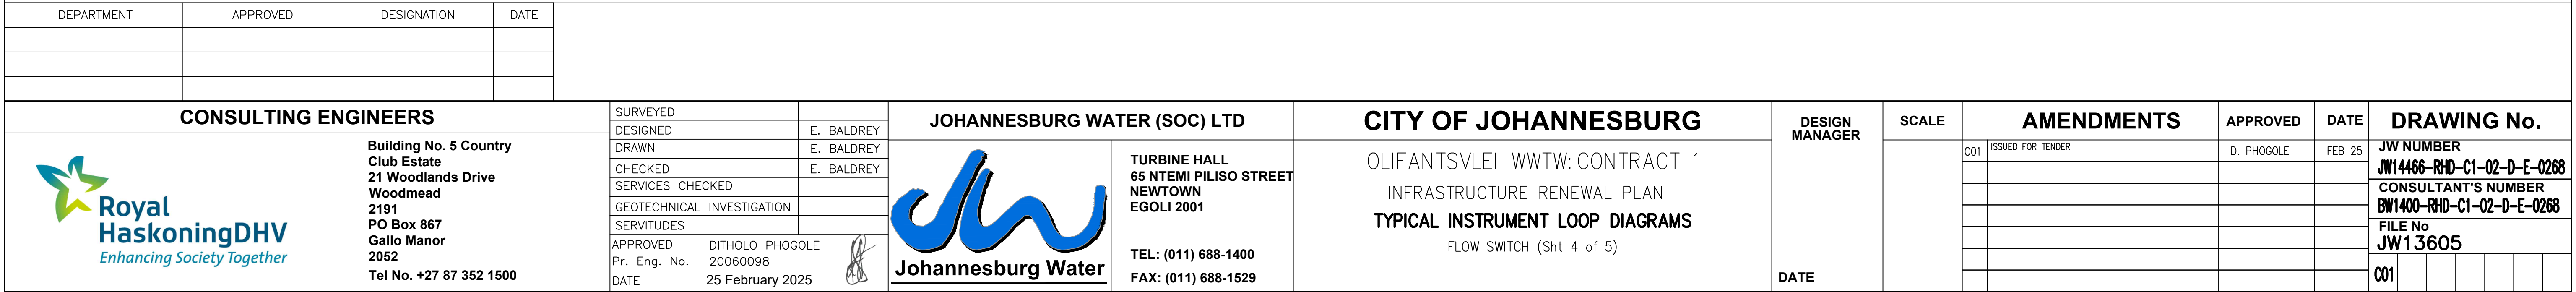 DEPARTMENT APPROVED DESIGNATION DATE
CONSULTING ENGINEERS
Royal
HaskoningDHV
Enhancing Society Together
Building No. 5 Country
Club Estate
21 Woodlands Drive
Woodmead
2191
PO Box 867
Gallo Manor
2052
Tel No. +27 87 352 1500
SURVEYED
DESIGNED E. BALDREY
DRAWN E. BALDREY
CHECKED E. BALDREY
SERVICES CHECKED
GEOTECHNICAL INVESTIGATION
SERVITUDES
APPROVED DITHOLO PHOGOLE
Pr. Eng. No. 20060098
DATE 25 February 2025
JOHANNESBURG WATER (SOC) LTD
Johannesburg Water
TURBINE HALL
65 NTEMI PILISO STREET
NEWTOWN
EGOLI 2001
TEL: (011) 688-1400
FAX: (011) 688-1529
CITY OF JOHANNESBURG
OLIFANTSVLEI WWTW: CONTRACT 1
INFRASTRUCTURE RENEWAL PLAN
TYPICAL INSTRUMENT LOOP DIAGRAMS
FLOW SWITCH (Sht 4 of 5)
DESIGN
MANAGER
DATE
SCALE
AMENDMENTS APPROVED DATE
C01 ISSUED FOR TENDER D. PHOGOLE FEB 25
DRAWING No.
JW NUMBER
JW14466-RHD-C1-02-D-E-0268
CONSULTANT'S NUMBER
BW1400-RHD-C1-02-D-E-0268
FILE No
JW13605
C01